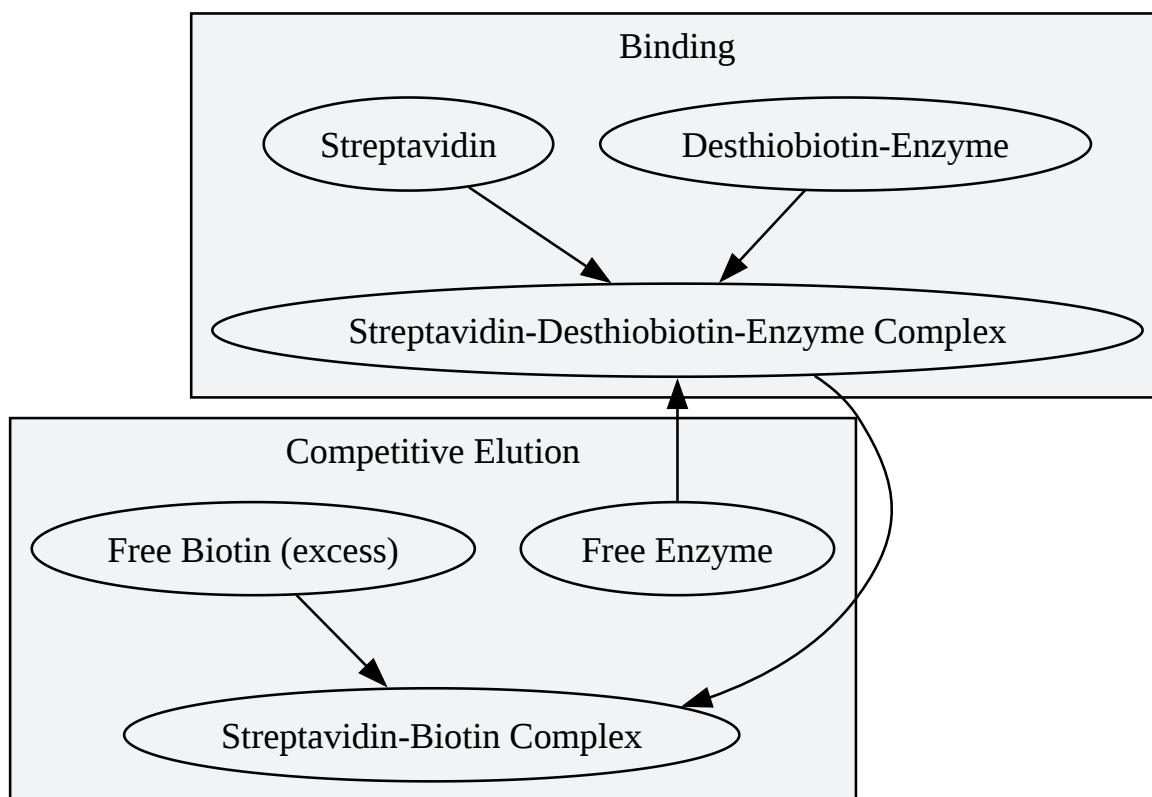 Binding
Streptavidin
Desthiobiotin-Enzyme
Streptavidin-Desthiobiotin-Enzyme Complex
Competitive Elution
Free Biotin (excess)
Free Enzyme
Streptavidin-Biotin Complex